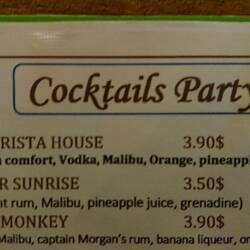 Cocktails Party
RISTA HOUSE 3.90$
comfort, Vodka, Malibu, Orange, pineapp
R SUNRISE 3.50$
t rum, Malibu, pineapple juice, grenadine)
MONKEY 3.90$
Malibu, captain Morgan's rum, banana liqueur, or